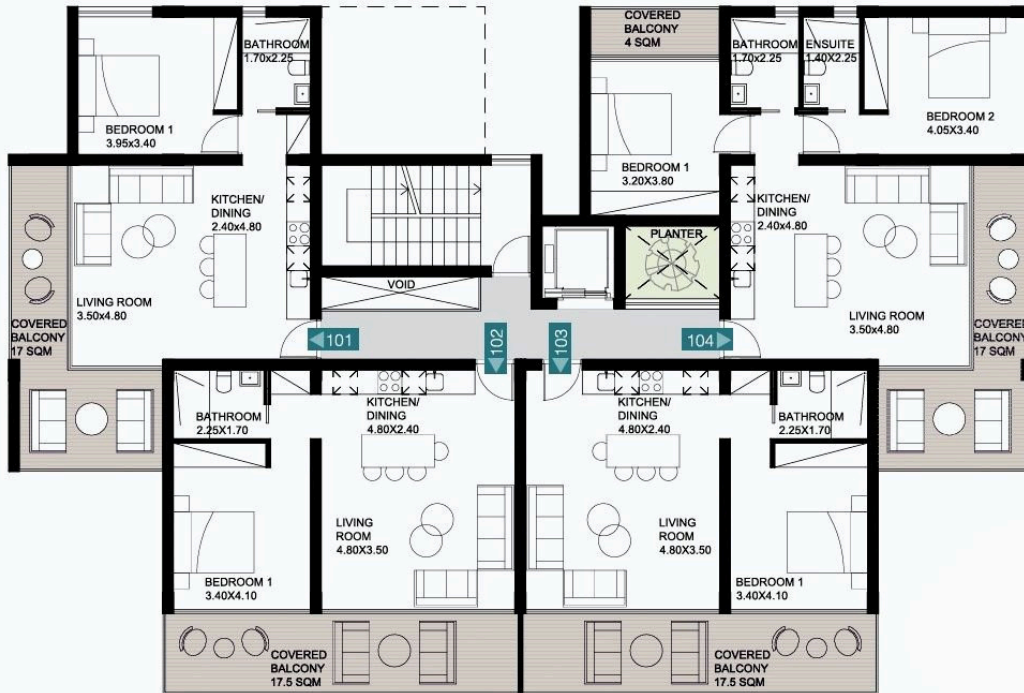 BATHROOM
1.70x2.25
BEDROOM 1
3.95x3.40
KITCHEN/
DINING
2.40x4.80
LIVING ROOM
3.50x4.80
COVERED
BALCONY
17 SQM
VOID
COVERED
BALCONY
4 SQM
BATHROOM
1.70x2.25
ENSUITE
1.40X2.25
BEDROOM 2
4.05X3.40
BEDROOM 1
3.20X3.80
PLANTER
KITCHEN/
DINING
2.40x4.80
LIVING ROOM
3.50x4.80
COVERED
BALCONY
17 SQM
101
102
103
104
BATHROOM
2.25X1.70
KITCHEN/
DINING
4.80X2.40
LIVING
ROOM
4.80X3.50
BEDROOM 1
3.40X4.10
COVERED
BALCONY
17.5 SQM
KITCHEN/
DINING
4.80X2.40
BATHROOM
2.25X1.70
LIVING
ROOM
4.80X3.50
BEDROOM 1
3.40X4.10
COVERED
BALCONY
17.5 SQM